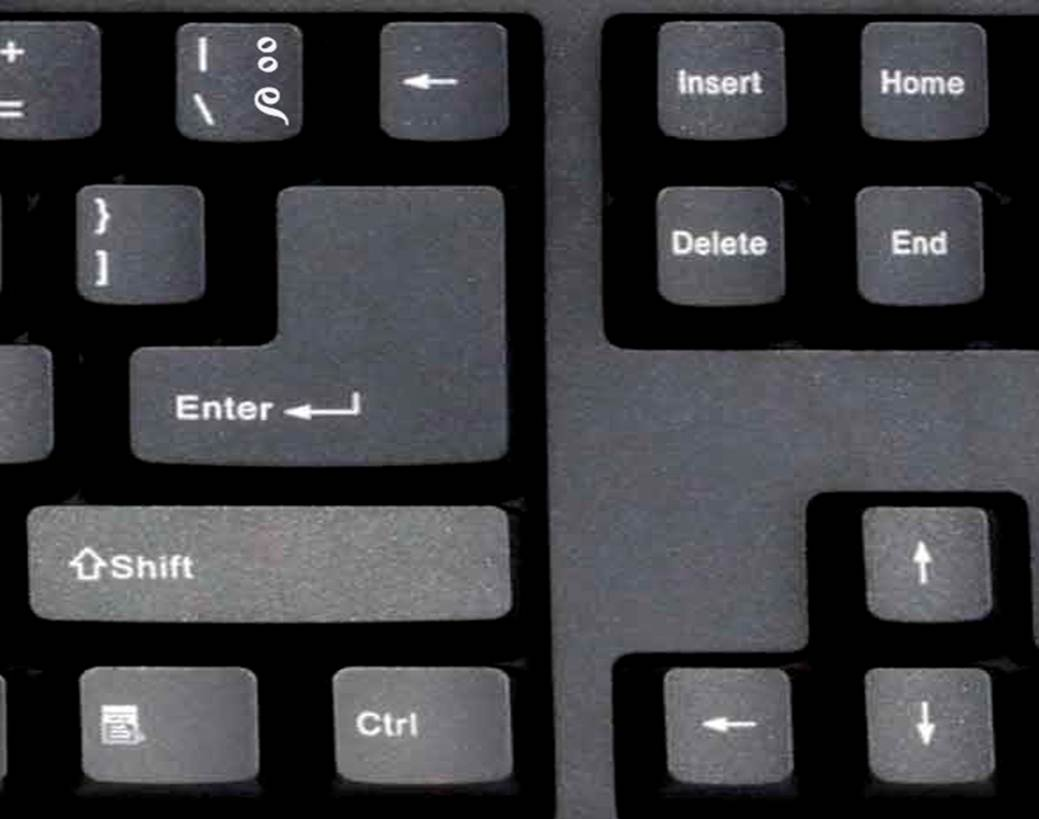 + | Insert Home
= \ ←
} Delete End
]
Enter
⇧Shift ↑
Ctrl ← ↓